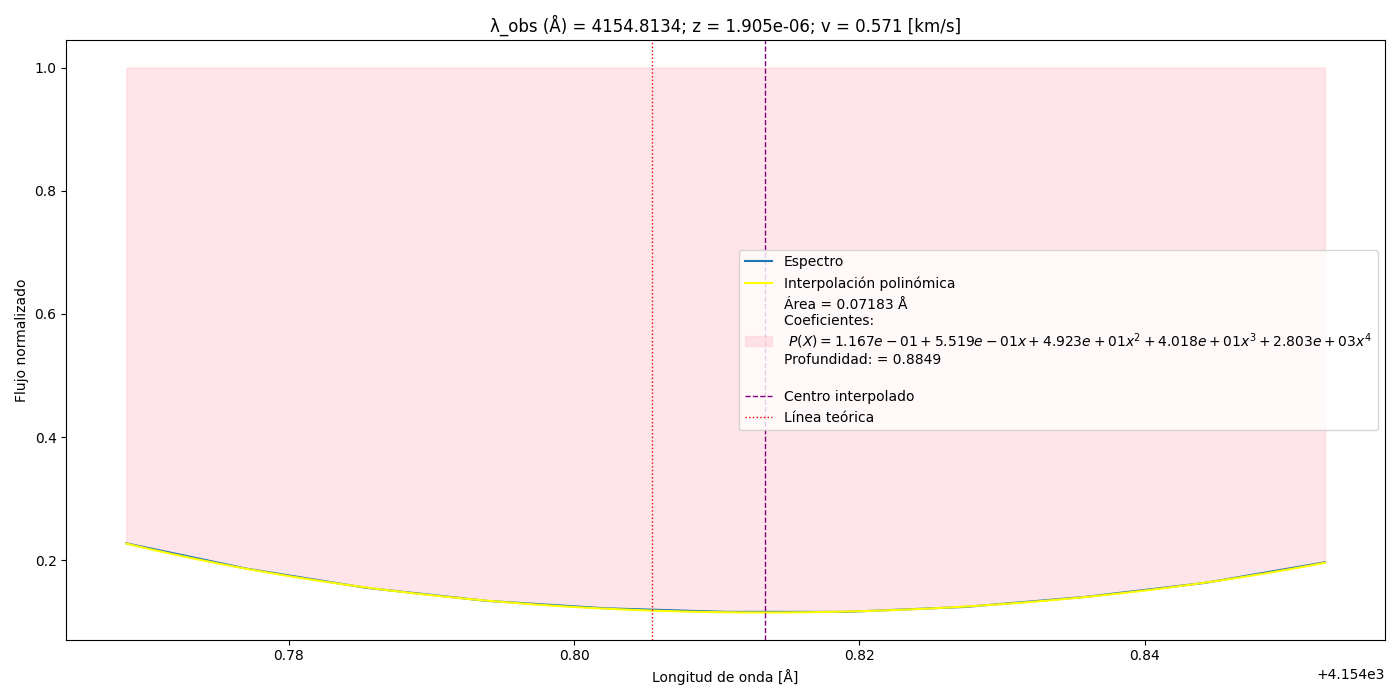 λ_obs (Å) = 4154.8134; z = 1.905e-06; v = 0.571 [km/s]
1.0
0.8
0.6
0.4
0.2
Flujo normalizado
Espectro
Interpolación polinómica
Área = 0.07183 Å
Coeficientes:
P(X) = 1.167e − 01 + 5.519e − 01x + 4.923e + 01x² + 4.018e + 01x³ + 2.803e + 03x⁴
Profundidad: = 0.8849
Centro interpolado
Línea teórica
0.78
0.80
0.82
0.84
+4.154e3
Longitud de onda [Å]